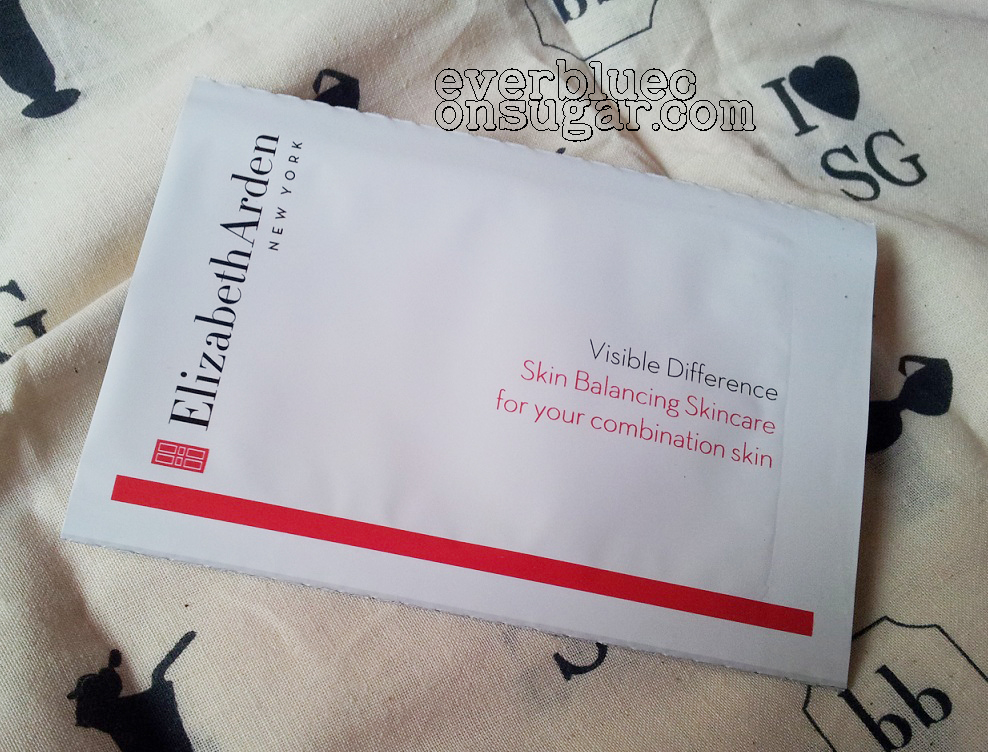 bb
everbluec
onsugar.com
I
SG
ElizabethArden
NEW YORK
Visible Difference
Skin Balancing Skincare
for your combination skin
bb